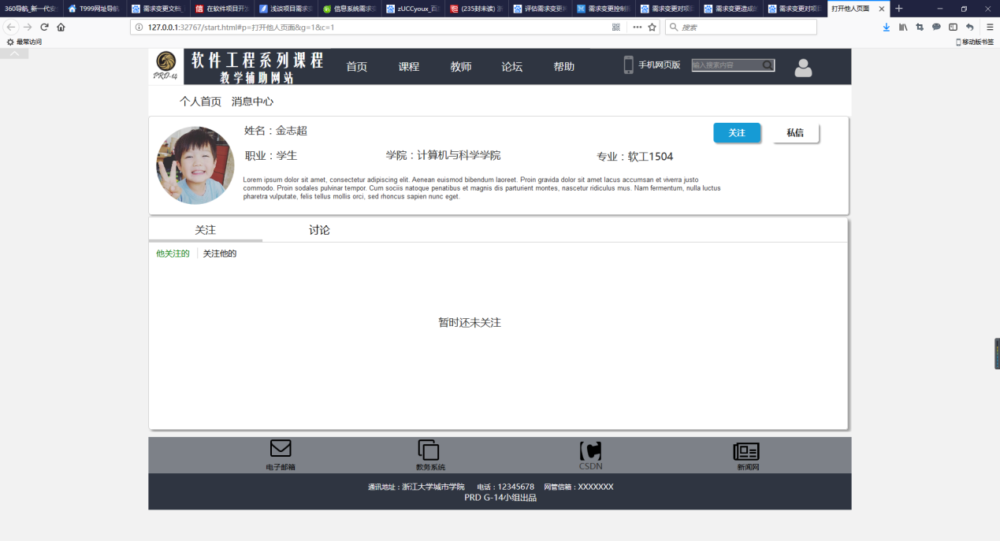 360导航_新一代安 T999网址导航 需求变更文档_ 在软件项目开发 浅谈项目需求变 信息系统需求变 zUCCyoux_百度 (235封未读) 评估需求变更对 需求变更控制 需求变更对项目 需求变更造成的 需求变更对项目 打开他人页面
127.0.0.1:32767/start.html#p=打开他人页面&g=1&c=1 搜索
最常访问 移动版书签
PRD-14
软件工程系列课程
教学辅助网站
首页 课程 教师 论坛 帮助 手机网页版 输入搜索内容
个人首页 消息中心
姓名：金志超 关注 私信
职业：学生 学院：计算机与科学学院 专业：软工1504
Lorem ipsum dolor sit amet, consectetur adipiscing elit. Aenean euismod bibendum laoreet. Proin gravida dolor sit amet lacus accumsan et viverra justo
commodo. Proin sodales pulvinar tempor. Cum sociis natoque penatibus et magnis dis parturient montes, nascetur ridiculus mus. Nam fermentum, nulla luctus
pharetra vulputate, felis tellus mollis orci, sed rhoncus sapien nunc eget.
关注 讨论
他关注的 关注他的
暂时还未关注
电子邮箱 教务系统 CSDN 新闻网
通讯地址：浙江大学城市学院 电话：12345678 网管信箱：XXXXXXX
PRD G-14小组出品